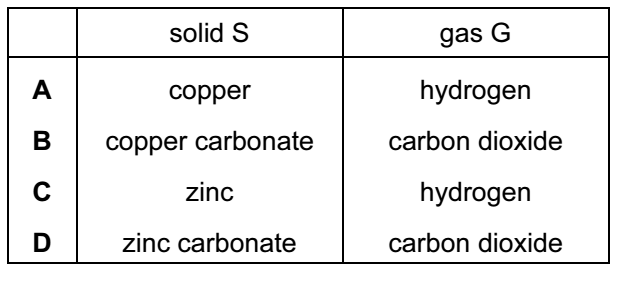 solid S gas G
A copper hydrogen
B copper carbonate carbon dioxide
C zinc hydrogen
D zinc carbonate carbon dioxide